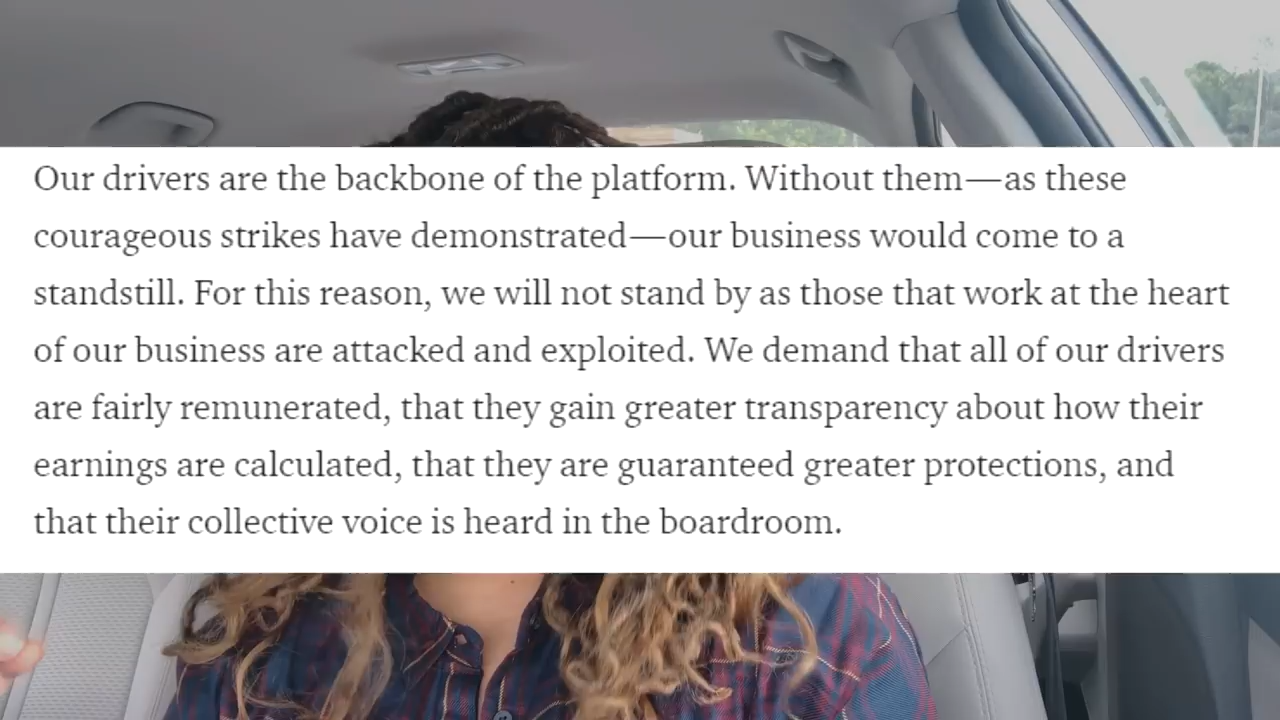 Our drivers are the backbone of the platform. Without them—as these
courageous strikes have demonstrated—our business would come to a
standstill. For this reason, we will not stand by as those that work at the heart
of our business are attacked and exploited. We demand that all of our drivers
are fairly remunerated, that they gain greater transparency about how their
earnings are calculated, that they are guaranteed greater protections, and
that their collective voice is heard in the boardroom.